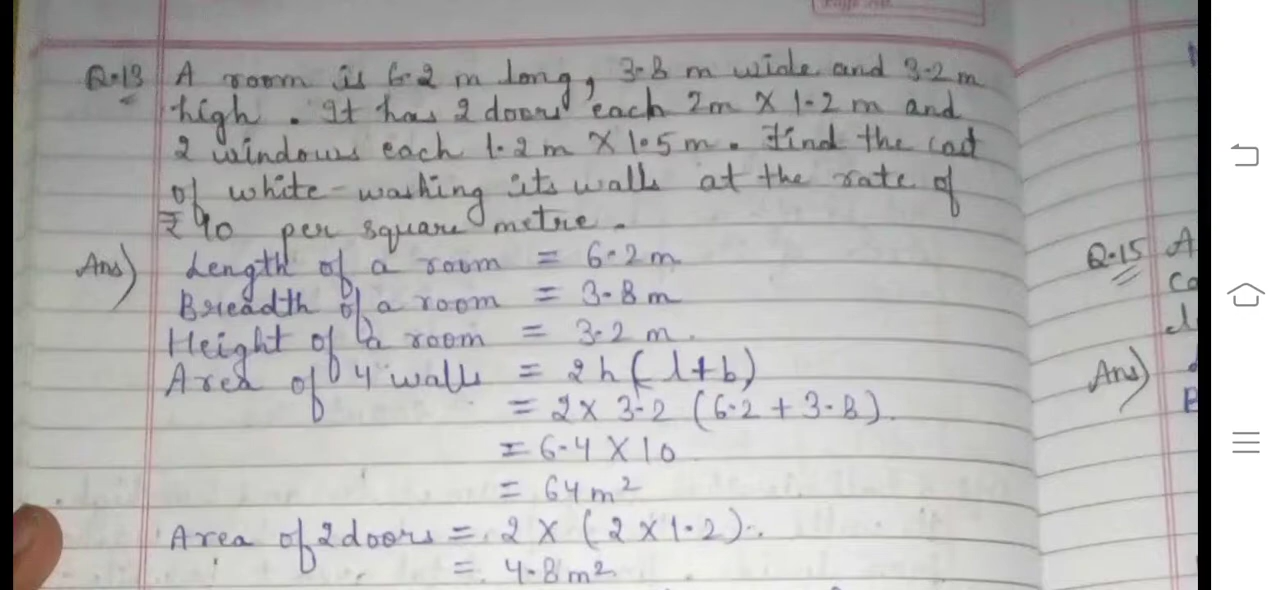 Q.13 A room is 6.2 m long, 3.8 m wide and 3.2 m
high. It has 2 doors each 2m × 1.2 m and
2 windows each 1.2 m × 1.5 m. Find the cost
of white-washing its walls at the rate of
per square metre.
Ans) Length of a room = 6.2 m
Breadth of a room = 3.8 m
Height of a room = 3.2 m.
Area of 4 walls = 2h (l+b)
= 2 × 3.2 (6.2 + 3.8).
= 6.4 × 10
= 64 m²
Area of 2 doors = 2 × (2 × 1.2).
= 4.8 m²
Q.15 A
Ans)